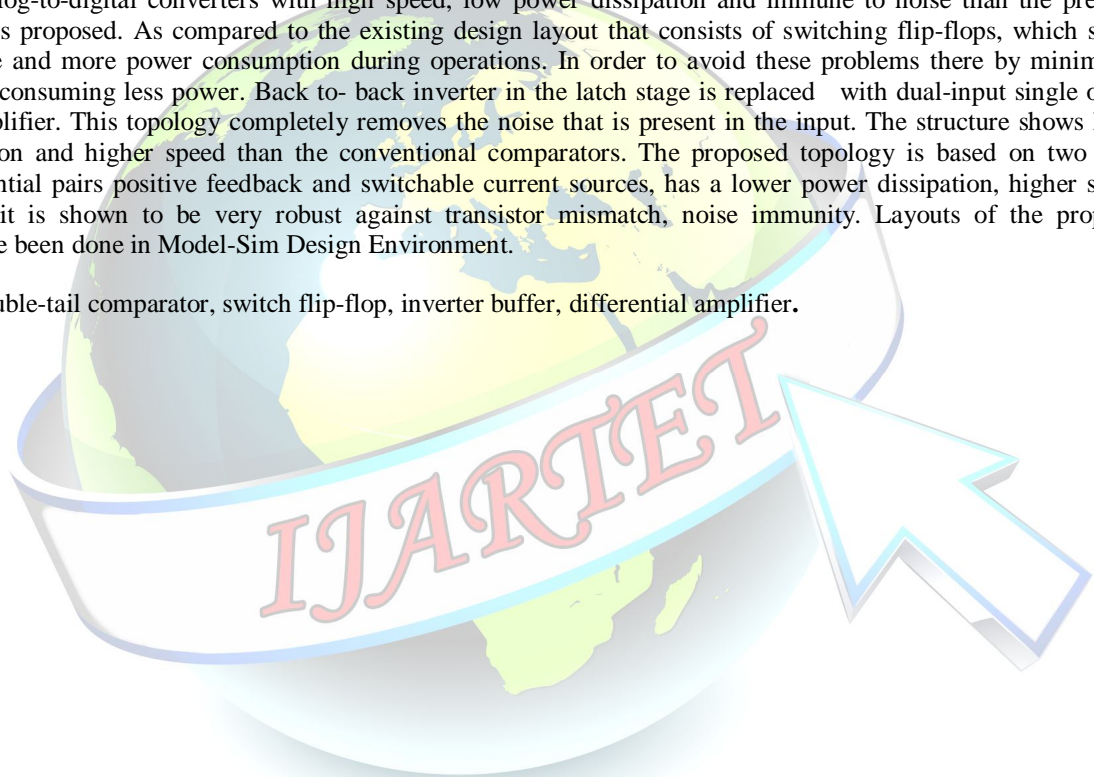 log-to-digital converters with high speed, low power dissipation and immune to noise than the pre
s proposed. As compared to the existing design layout that consists of switching flip-flops, which s
e and more power consumption during operations. In order to avoid these problems there by minim
consuming less power. Back to- back inverter in the latch stage is replaced with dual-input single o
plifier. This topology completely removes the noise that is present in the input. The structure shows
on and higher speed than the conventional comparators. The proposed topology is based on two
ntial pairs positive feedback and switchable current sources, has a lower power dissipation, higher s
it is shown to be very robust against transistor mismatch, noise immunity. Layouts of the prop
e been done in Model-Sim Design Environment.
uble-tail comparator, switch flip-flop, inverter buffer, differential amplifier.
IJARTET